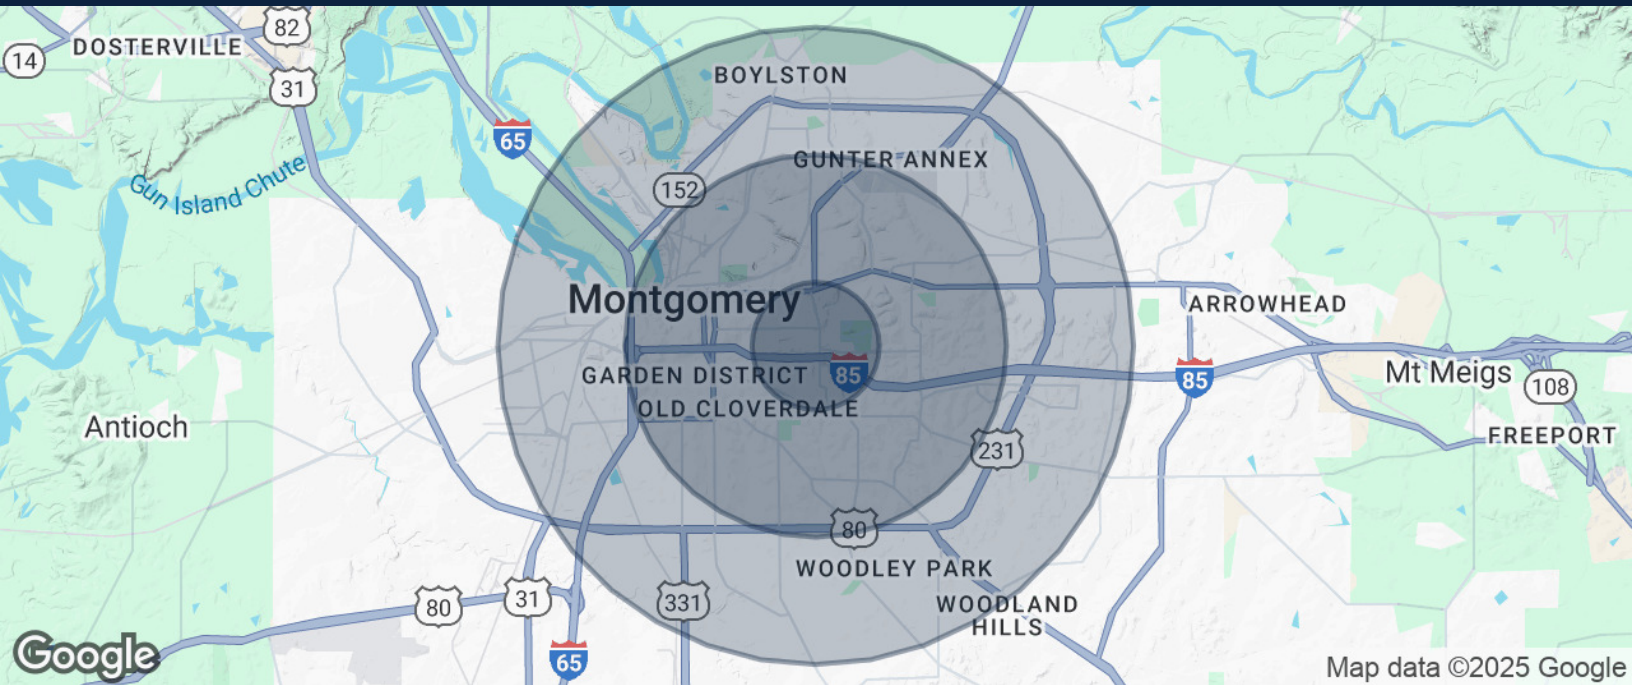 82
DOSTERVILLE
14
31
BOYLSTON
65
GUNTER ANNEX
Gun Island Chute
152
Montgomery
ARROWHEAD
GARDEN DISTRICT
85
85
Mt Meigs
108
OLD CLOVERDALE
Antioch
FREEPORT
231
80
WOODLEY PARK
80
31
331
WOODLAND
HILLS
Google
65
Map data ©2025 Google